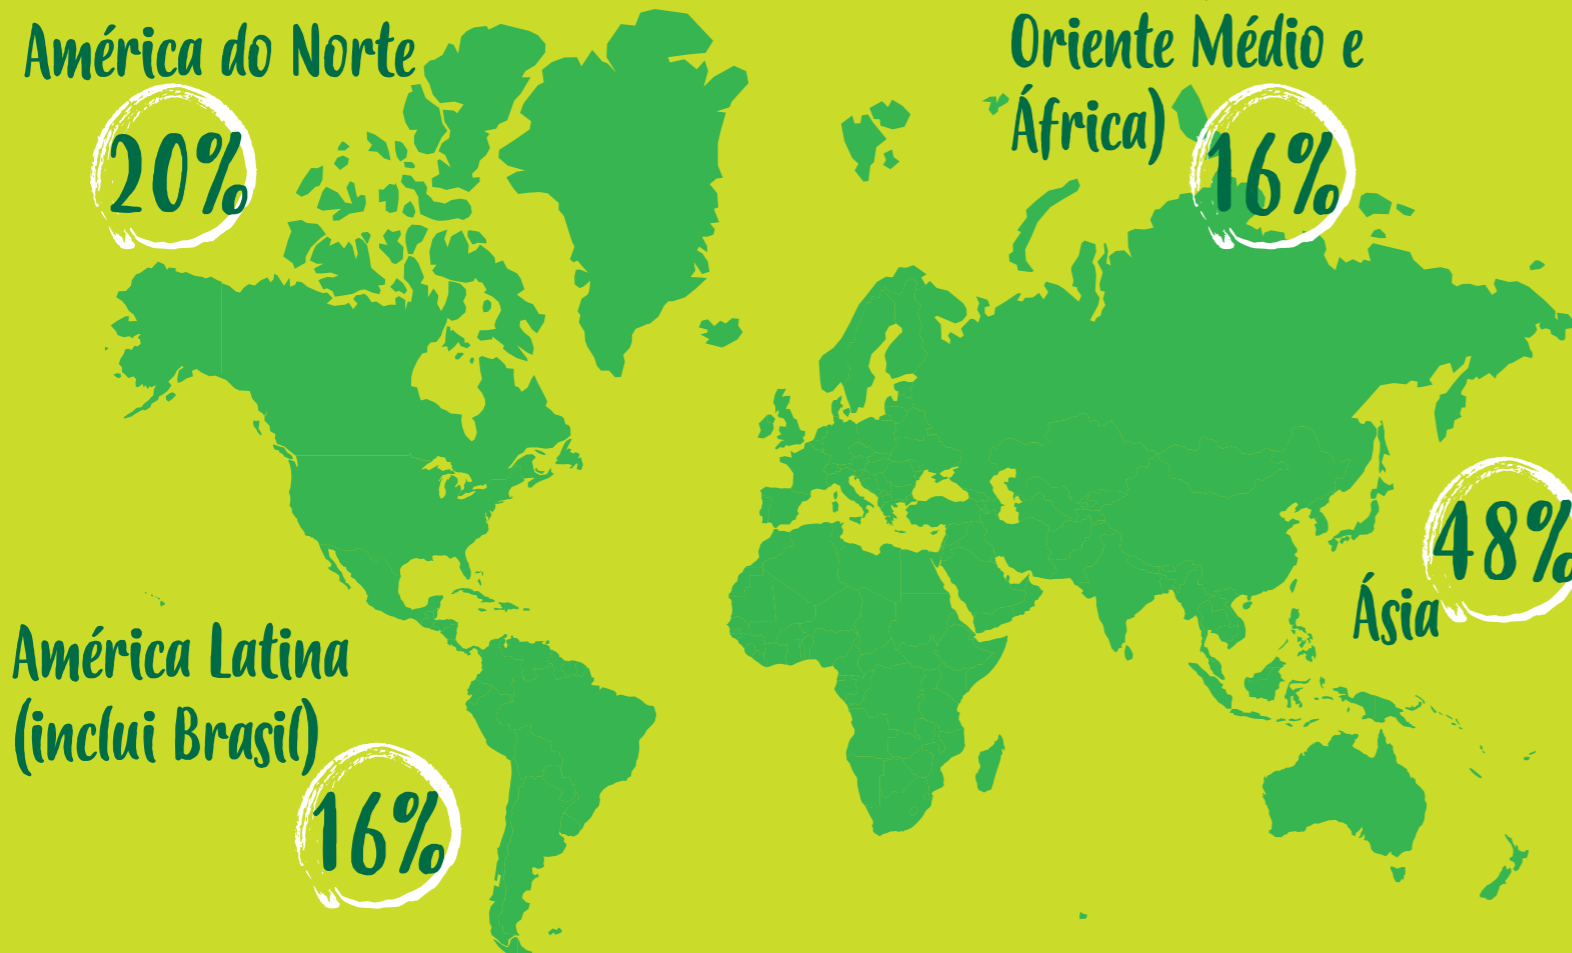 América do Norte
20%
Oriente Médio e
África)
16%
48%
Ásia
América Latina
(inclui Brasil)
16%